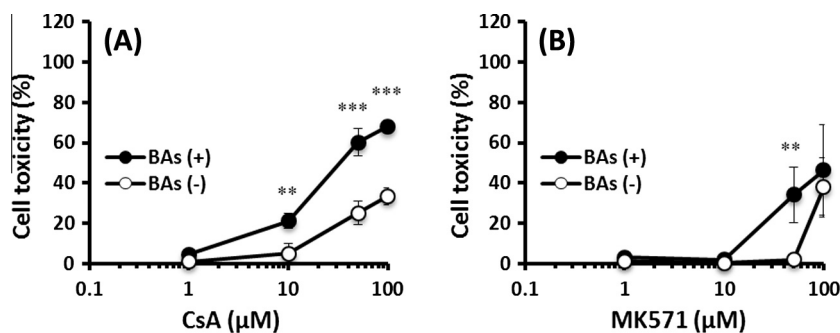 (A)
Cell toxicity (%)
120
100
80
60
40
20
0
0.1
1
10
100
CsA (µM)
BAs (+)
BAs (-)
**
***
***
(B)
Cell toxicity (%)
120
100
80
60
40
20
0
0.1
1
10
100
MK571 (µM)
BAs (+)
BAs (-)
**